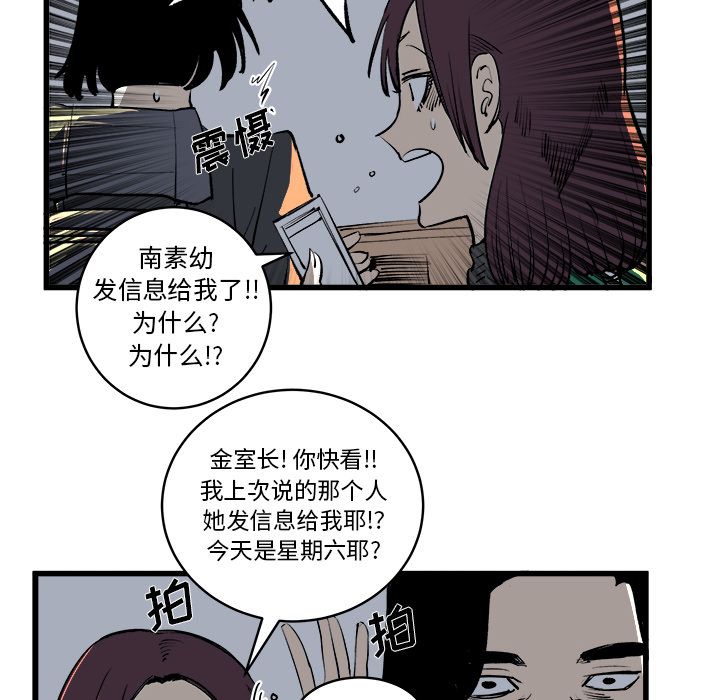 震慑
南素幼
发信息给我了!!
为什么?
为什么!?
金室长! 你快看!!
我上次说的那个人
她发信息给我耶!?
今天是星期六耶?
拍
拍